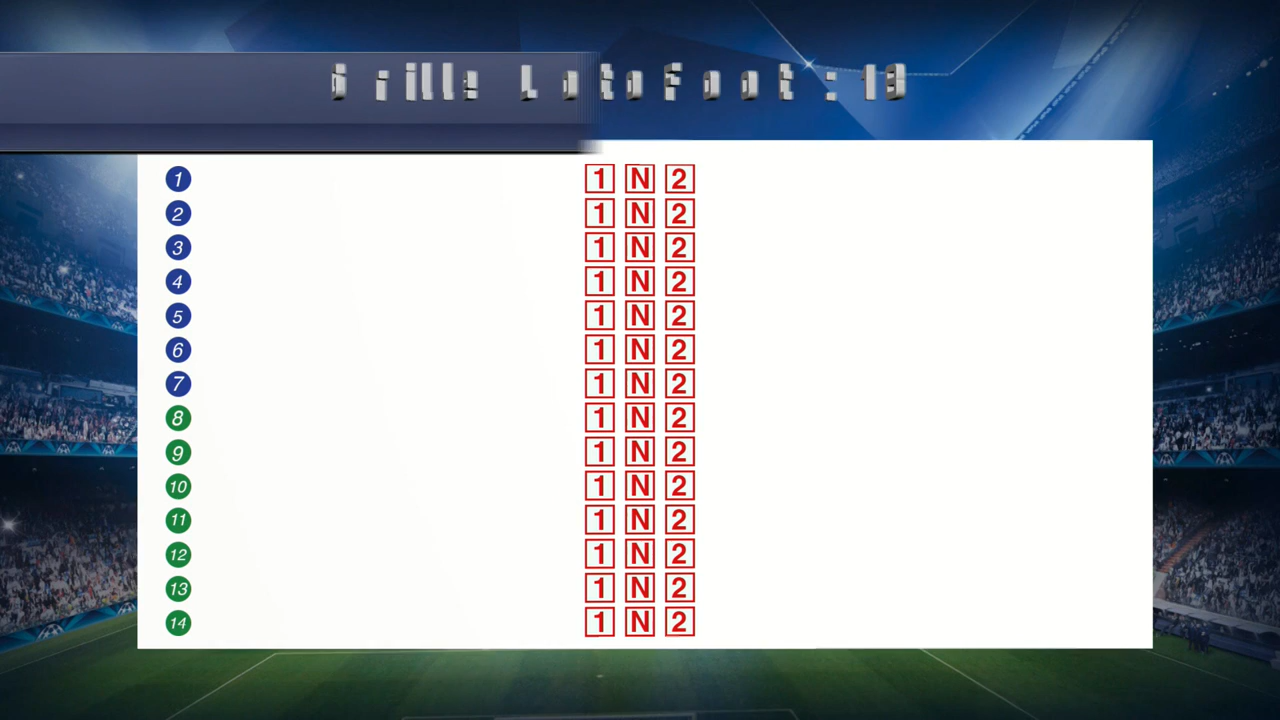 Grille LotoFoot : 19
1 1 N 2
2 1 N 2
3 1 N 2
4 1 N 2
5 1 N 2
6 1 N 2
7 1 N 2
8 1 N 2
9 1 N 2
10 1 N 2
11 1 N 2
12 1 N 2
13 1 N 2
14 1 N 2